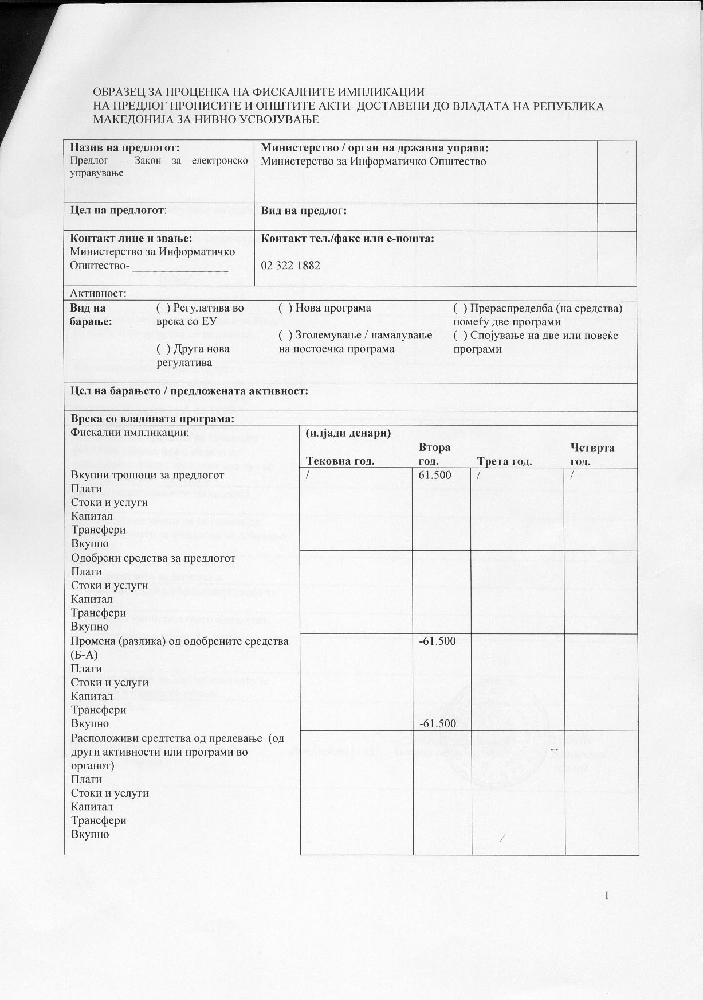 ОБРАЗЕЦ ЗА ПРОЦЕНКА НА ФИСКАЛНИТЕ ИМПЛИКАЦИИ
НА ПРЕДЛОГ ПРОПИСИТЕ И ОПШТИТЕ АКТИ ДОСТАВЕНИ ДО ВЛАДАТА НА РЕПУБЛИКА
МАКЕДОНИЈА ЗА НИВНО УСВОЈУВАЊЕ
Назив на предлогот:
Предлог – Закон за електронско
управување
Министерство / орган на државна управа:
Министерство за Информатичко Општество
Цел на предлогот:
Вид на предлог:
Контакт лице и звање:
Министерство за Информатичко
Општество- ________________
Контакт тел./факс или е-пошта:
02 322 1882
Активност:
Вид на
барање:
( ) Регулатива во
врска со ЕУ
( ) Друга нова
регулатива
( ) Нова програма
( ) Зголемување / намалување
на постоечка програма
( ) Прераспределба (на средства)
помеѓу две програми
( ) Спојување на две или повеќе
програми
Цел на барањето / предложената активност:
Врска со владината програма:
Фискални импликации:
(илјади денари)
Тековна год.
Втора
год.
Трета год.
Четврта
год.
Вкупни трошоци за предлогот / 61.500 / /
Плати
Стоки и услуги
Капитал
Трансфери
Вкупно
Одобрени средства за предлогот
Плати
Стоки и услуги
Капитал
Трансфери
Вкупно
Промена (разлика) од одобрените средства -61.500
(Б-А)
Плати
Стоки и услуги
Капитал
Трансфери
Вкупно -61.500
Расположиви средтства од прелевање (од
други активности или програми во
органот)
Плати
Стоки и услуги
Капитал
Трансфери
Вкупно
1